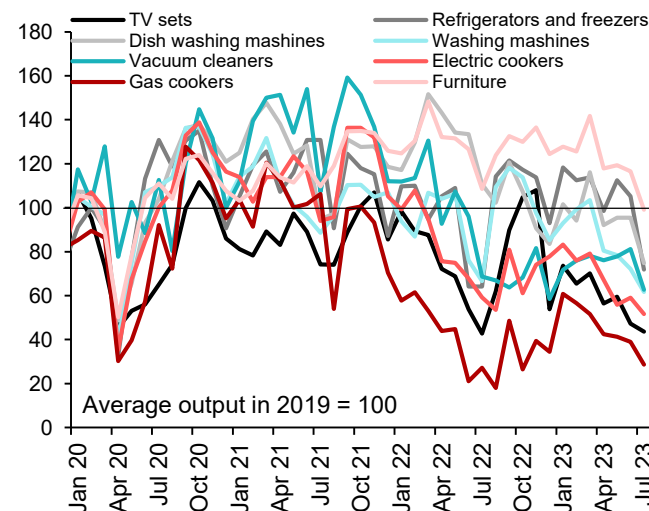 TV sets
Refrigerators and freezers
Dish washing mashines
Washing mashines
Vacuum cleaners
Electric cookers
Gas cookers
Furniture
180
160
140
120
100
80
60
40
20
0
Average output in 2019 = 100
Jan 20
Apr 20
Jul 20
Oct 20
Jan 21
Apr 21
Jul 21
Oct 21
Jan 22
Apr 22
Jul 22
Oct 22
Jan 23
Apr 23
Jul 23